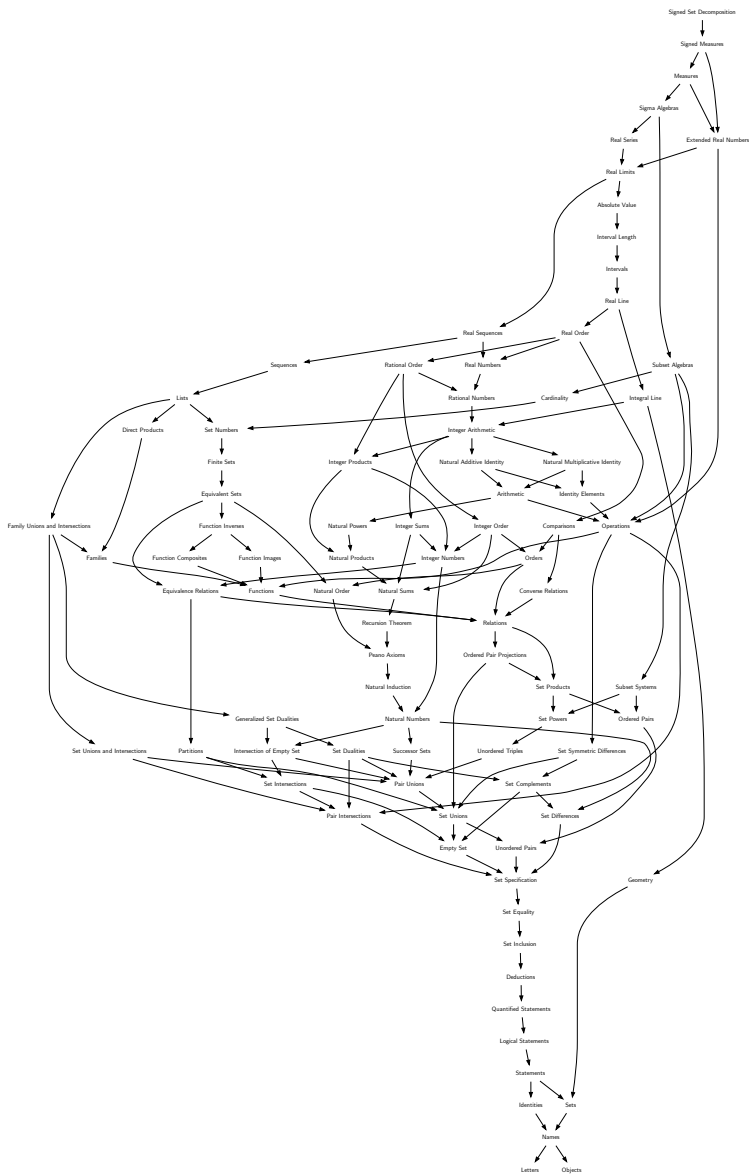 Signed Set Decomposition
Signed Measures
Measures
Sigma Algebras
Real Series
Extended Real Numbers
Real Limits
Absolute Value
Interval Length
Intervals
Real Line
Real Sequences
Real Order
Sequences
Rational Order
Real Numbers
Subset Algebras
Lists
Rational Numbers
Cardinality
Integral Line
Direct Products
Set Numbers
Integer Arithmetic
Finite Sets
Integer Products
Natural Additive Identity
Natural Multiplicative Identity
Equivalent Sets
Arithmetic
Identity Elements
Family Unions and Intersections
Function Inverses
Natural Powers
Integer Sums
Integer Order
Comparisons
Operations
Families
Function Composites
Function Images
Natural Products
Integer Numbers
Orders
Equivalence Relations
Functions
Natural Order
Natural Sums
Converse Relations
Recursion Theorem
Relations
Peano Axioms
Ordered Pair Projections
Natural Induction
Set Products
Subset Systems
Generalized Set Dualities
Natural Numbers
Set Powers
Ordered Pairs
Set Unions and Intersections
Partitions
Intersection of Empty Set
Set Dualities
Successor Sets
Unordered Triples
Set Symmetric Differences
Set Intersections
Pair Unions
Set Complements
Pair Intersections
Set Unions
Set Differences
Empty Set
Unordered Pairs
Set Specification
Geometry
Set Equality
Set Inclusion
Deductions
Quantified Statements
Logical Statements
Statements
Identities
Sets
Names
Letters
Objects